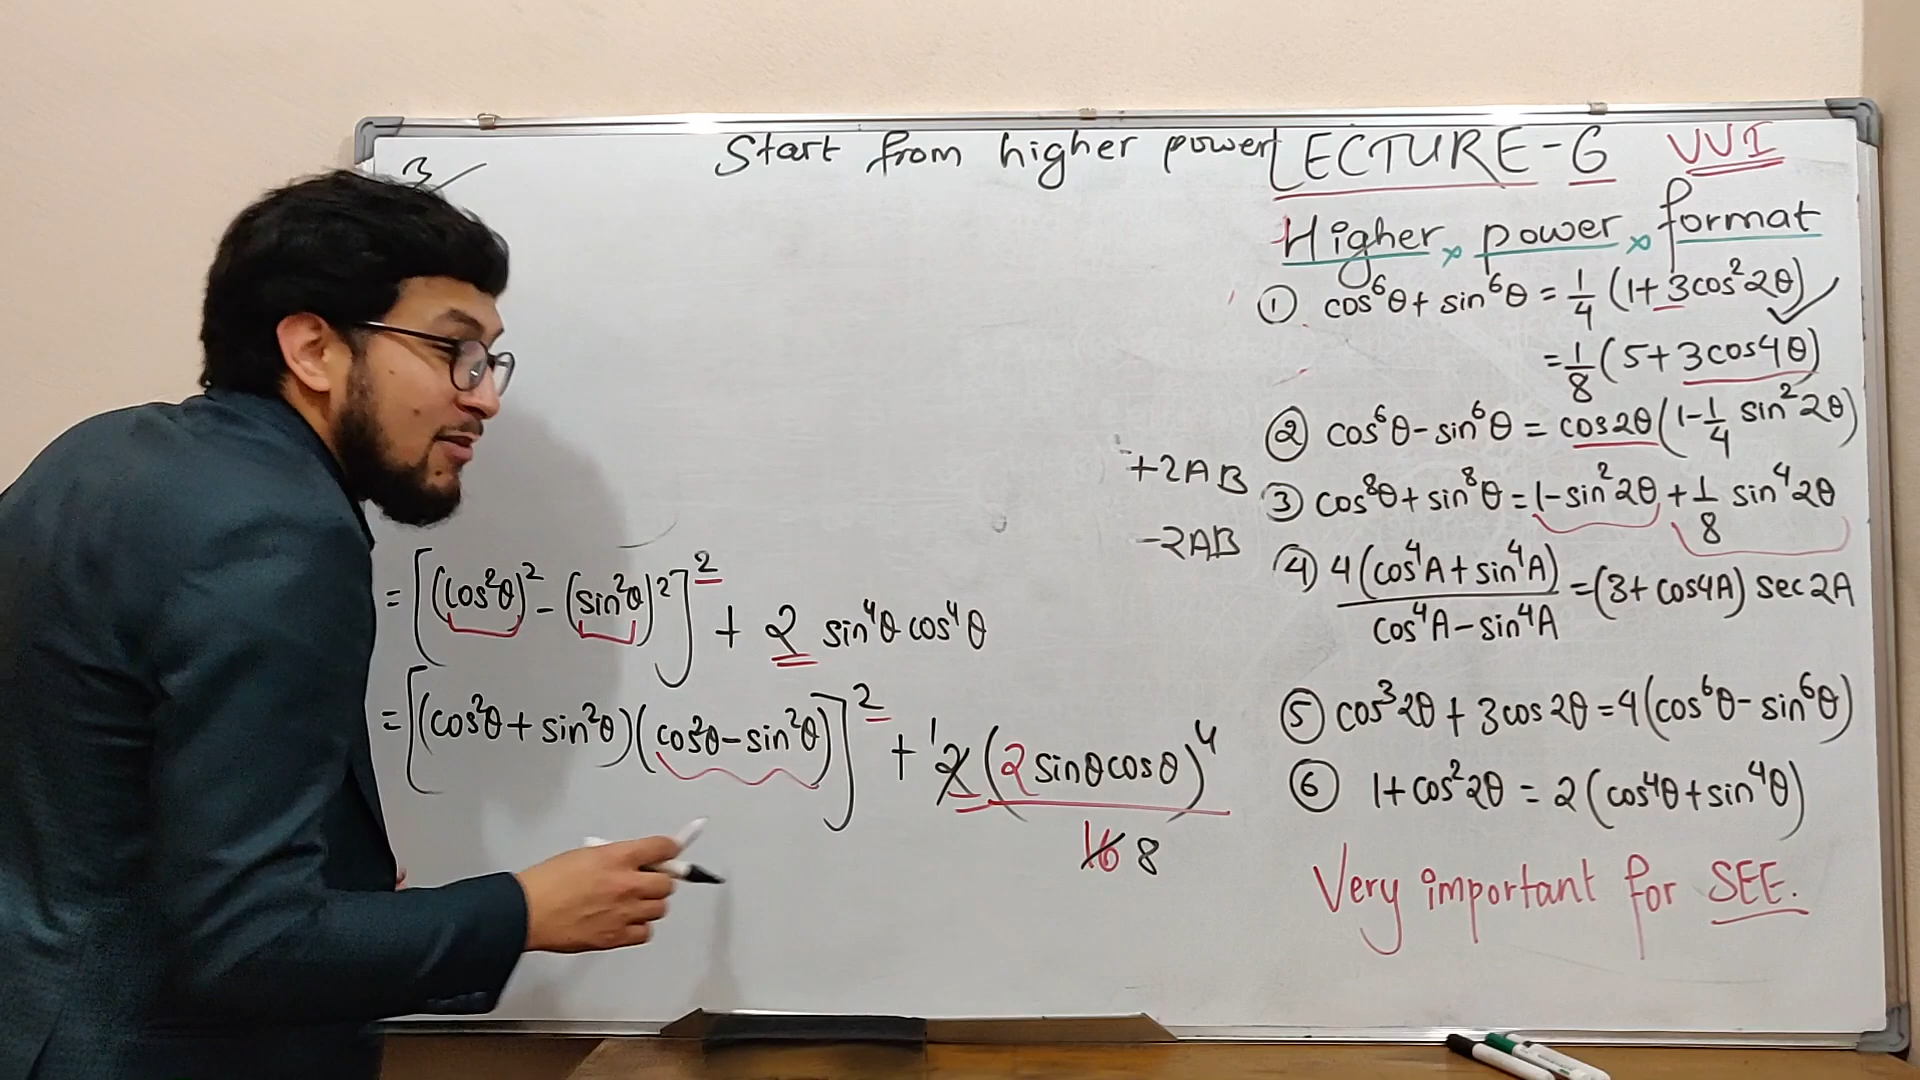 Start from higher power
3
LECTURE-6 VVI
Higher power format
① cos⁶θ + sin⁶θ = 1/4 (1+3cos²2θ)
= 1/8 (5+3cos4θ)
② cos⁶θ - sin⁶θ = cos2θ(1-1/4 sin²2θ)
③ cos⁸θ + sin⁸θ = 1-sin²2θ + 1/8 sin⁴2θ
④ 4(cos⁴A + sin⁴A)/cos⁴A - sin⁴A = (3+cos4A) sec2A
⑤ cos³2θ + 3cos2θ = 4(cos⁶θ - sin⁶θ)
⑥ 1+cos²2θ = 2(cos⁴θ + sin⁴θ)
Very important for SEE.
+2AB
-2AB
= [(cos²θ)² - (sin²θ)²]² + 2 sin⁴θ cos⁴θ
= [(cos²θ + sin²θ)(cos²θ - sin²θ)]² + 1 2(2sinθcosθ)⁴
16 8